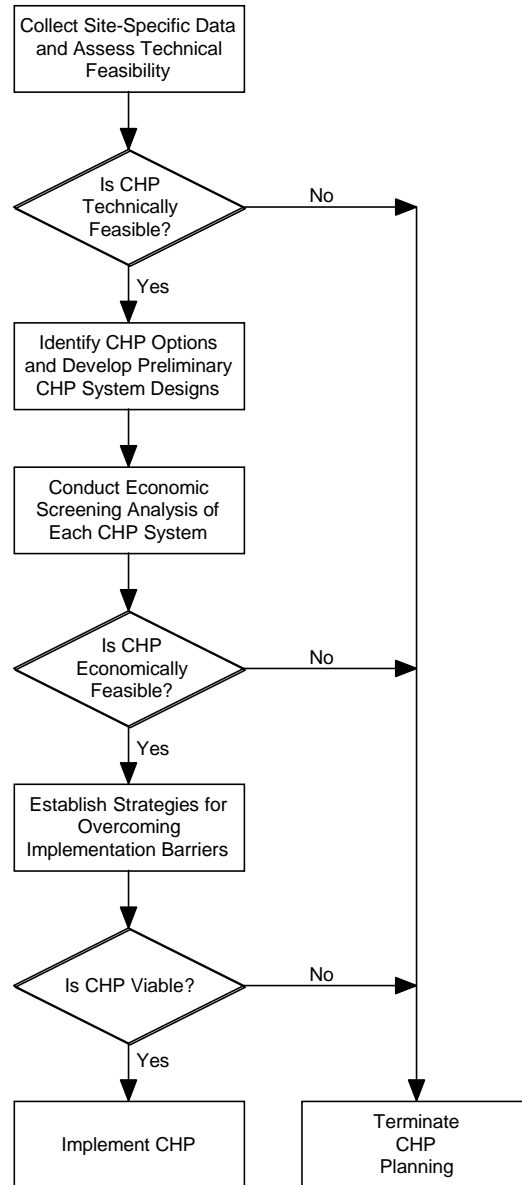 Collect Site-Specific Data
and Assess Technical
Feasibility
Is CHP
Technically
Feasible?
No
Yes
Identify CHP Options
and Develop Preliminary
CHP System Designs
Conduct Economic
Screening Analysis of
Each CHP System
Is CHP
Economically
Feasible?
No
Yes
Establish Strategies for
Overcoming
Implementation Barriers
Is CHP Viable?
No
Yes
Implement CHP
Terminate
CHP
Planning